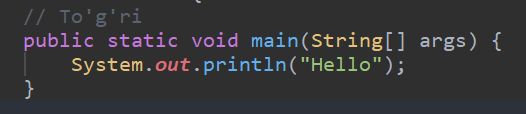 // To'g'ri
public static void main(String[] args) {
    System.out.println("Hello");
}